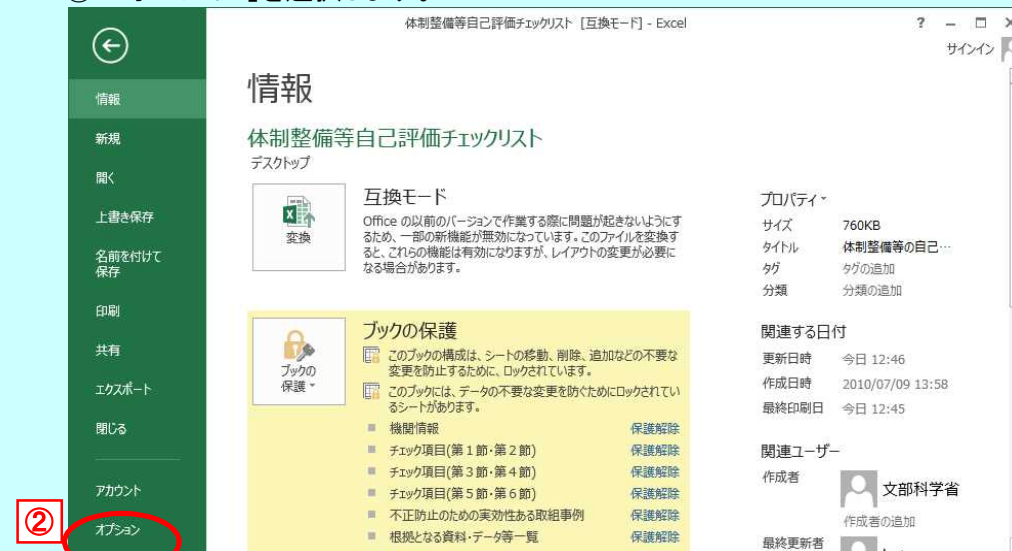 体制整備等自己評価チェックリスト [互換モード] - Excel
? – □ ×
サインイン
情報
新規
開く
上書き保存
名前を付けて
保存
印刷
共有
エクスポート
閉じる
アカウント
② オプション
情報
体制整備等自己評価チェックリスト
デスクトップ
変換
互換モード
Office の以前のバージョンで作業する際に問題が起きないようにす
るため、一部の新機能が無効になっています。このファイルを変換す
ると、これらの機能は有効になりますが、レイアウトの変更が必要に
なる場合があります。
ブックの
保護
ブックの保護
このブックの構成は、シートの移動、削除、追加などの不要な
変更を防止するために、ロックされています。
このブックには、データの不要な変更を防ぐためにロックされてい
るシートがあります。
機関情報 保護解除
チェック項目(第1節・第2節) 保護解除
チェック項目(第3節・第4節) 保護解除
チェック項目(第5節・第6節) 保護解除
不正防止のための実効性ある取組事例 保護解除
根拠となる資料・データ等一覧 保護解除
プロパティ
サイズ 760KB
タイトル 体制整備等の自己…
タグ タグの追加
分類 分類の追加
関連する日付
更新日時 今日 12:46
作成日時 2010/07/09 13:58
最終印刷日 今日 12:45
関連ユーザー
作成者 文部科学省
作成者の追加
最終更新者